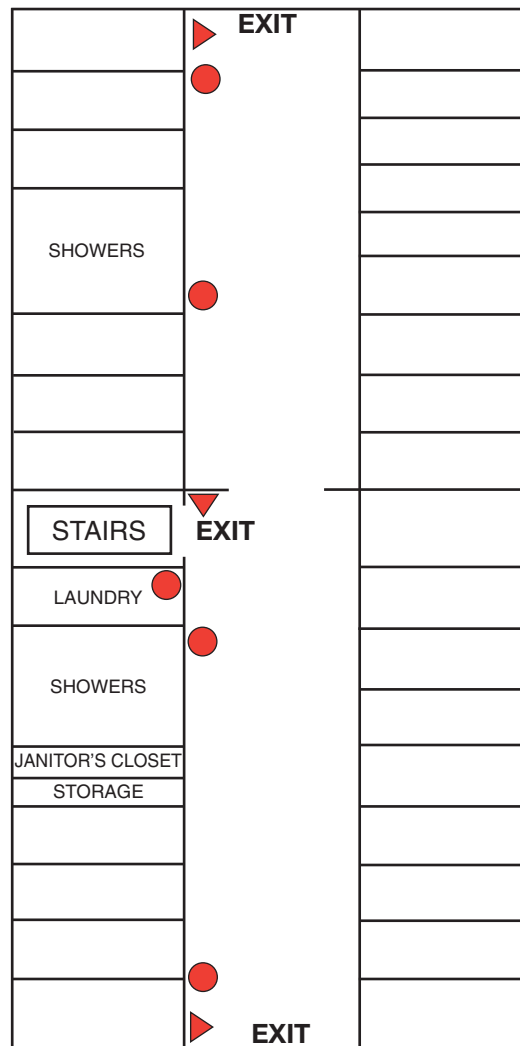 EXIT
SHOWERS
STAIRS
EXIT
LAUNDRY
SHOWERS
JANITOR'S CLOSET
STORAGE
EXIT